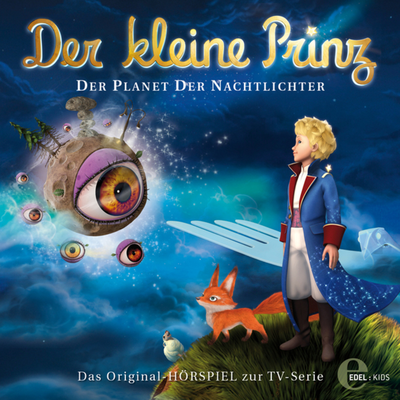 Der kleine Prinz
Der Planet Der Nachtlichter
Das Original-HÖRSPIEL zur TV-Serie
EDEL:KIDS